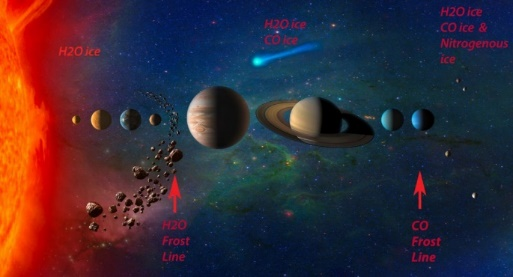 H2O ice
H2O ice
CO ice
H2O ice
CO ice &
Nitrogenous
ice
H2O
Frost
Line
CO
Frost
Line